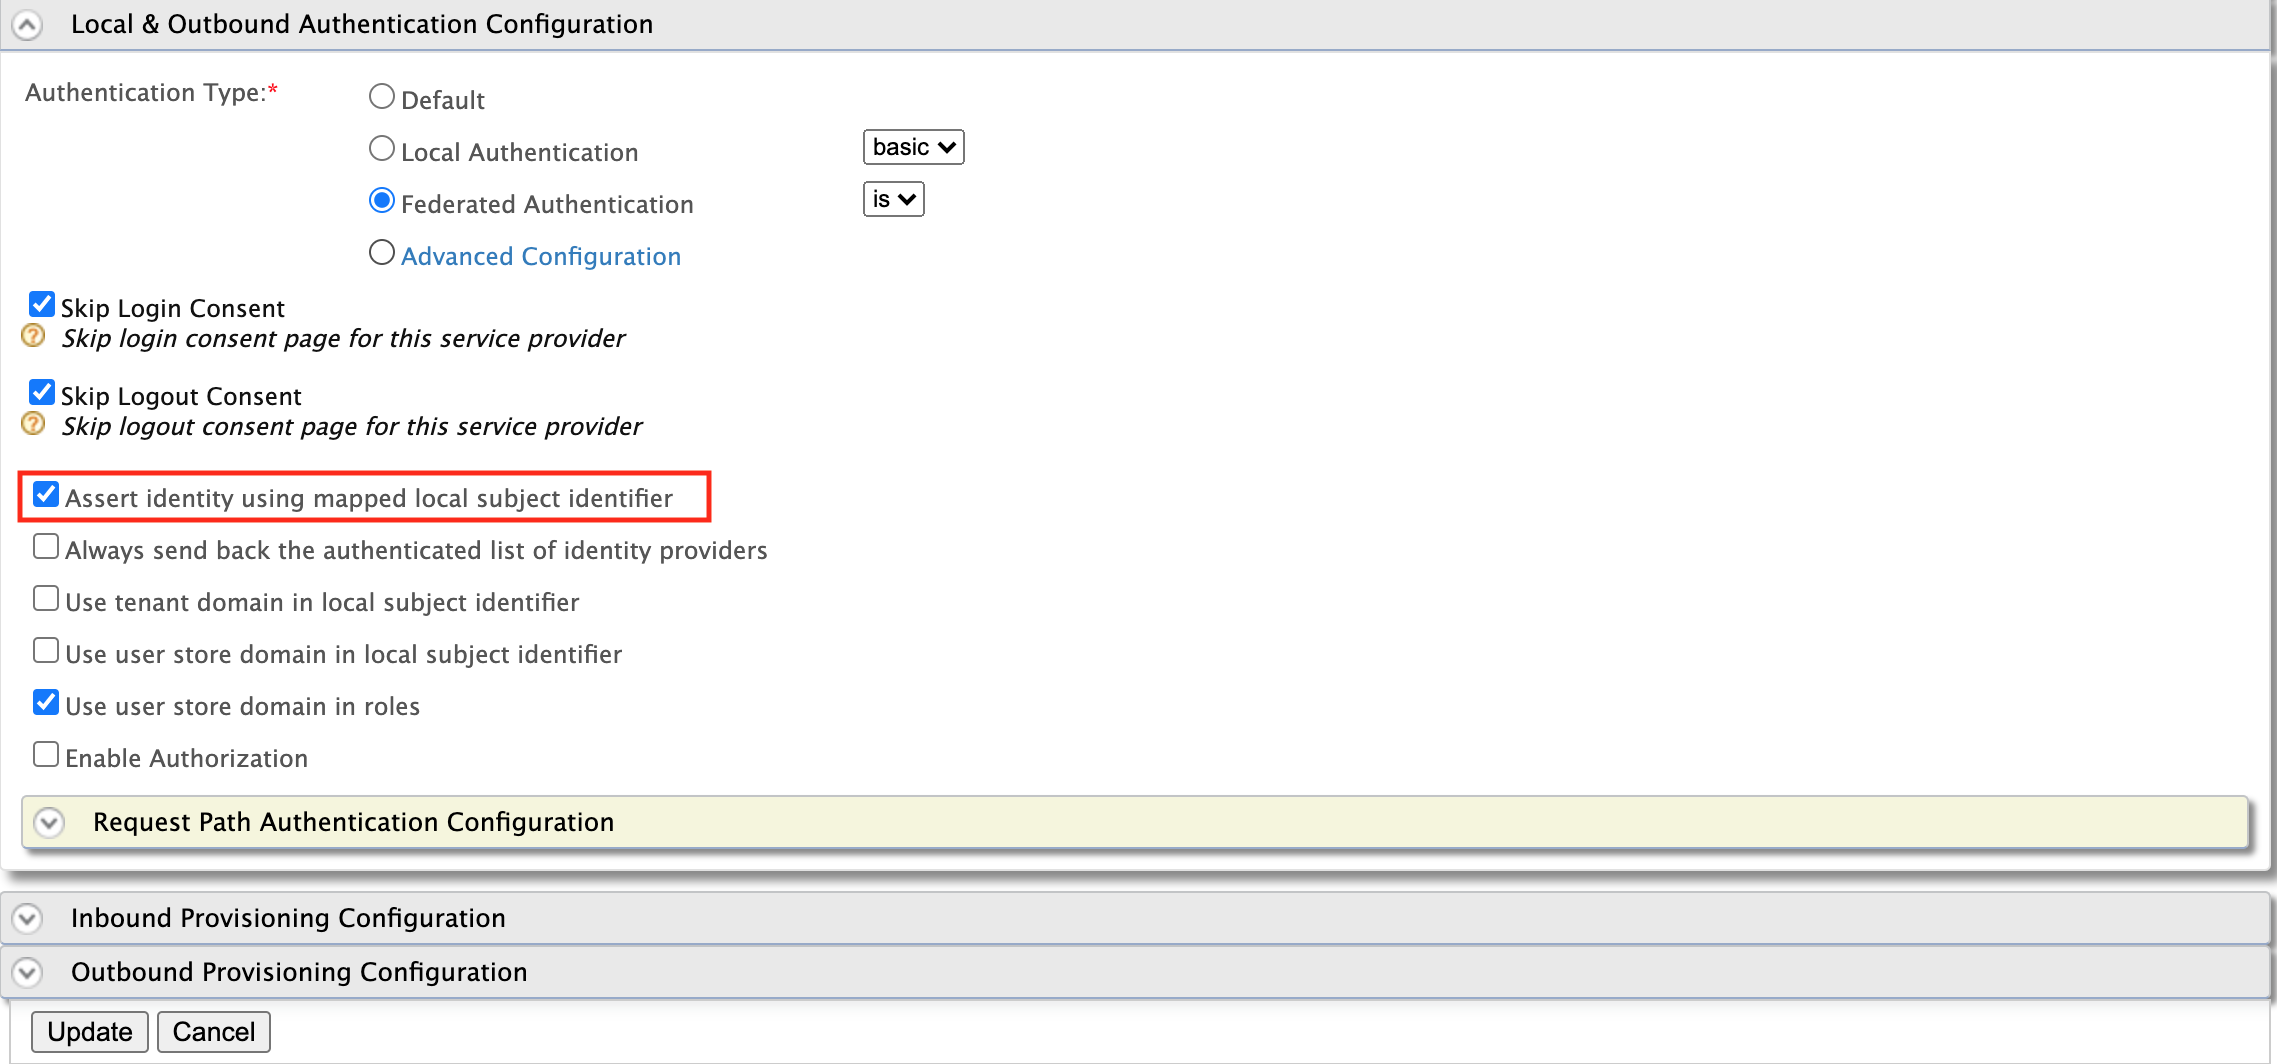 Local & Outbound Authentication Configuration
Authentication Type:*
Default
Local Authentication basic
Federated Authentication is
Advanced Configuration
Skip Login Consent
? Skip login consent page for this service provider
Skip Logout Consent
? Skip logout consent page for this service provider
Assert identity using mapped local subject identifier
Always send back the authenticated list of identity providers
Use tenant domain in local subject identifier
Use user store domain in local subject identifier
Use user store domain in roles
Enable Authorization
Request Path Authentication Configuration
Inbound Provisioning Configuration
Outbound Provisioning Configuration
Update Cancel